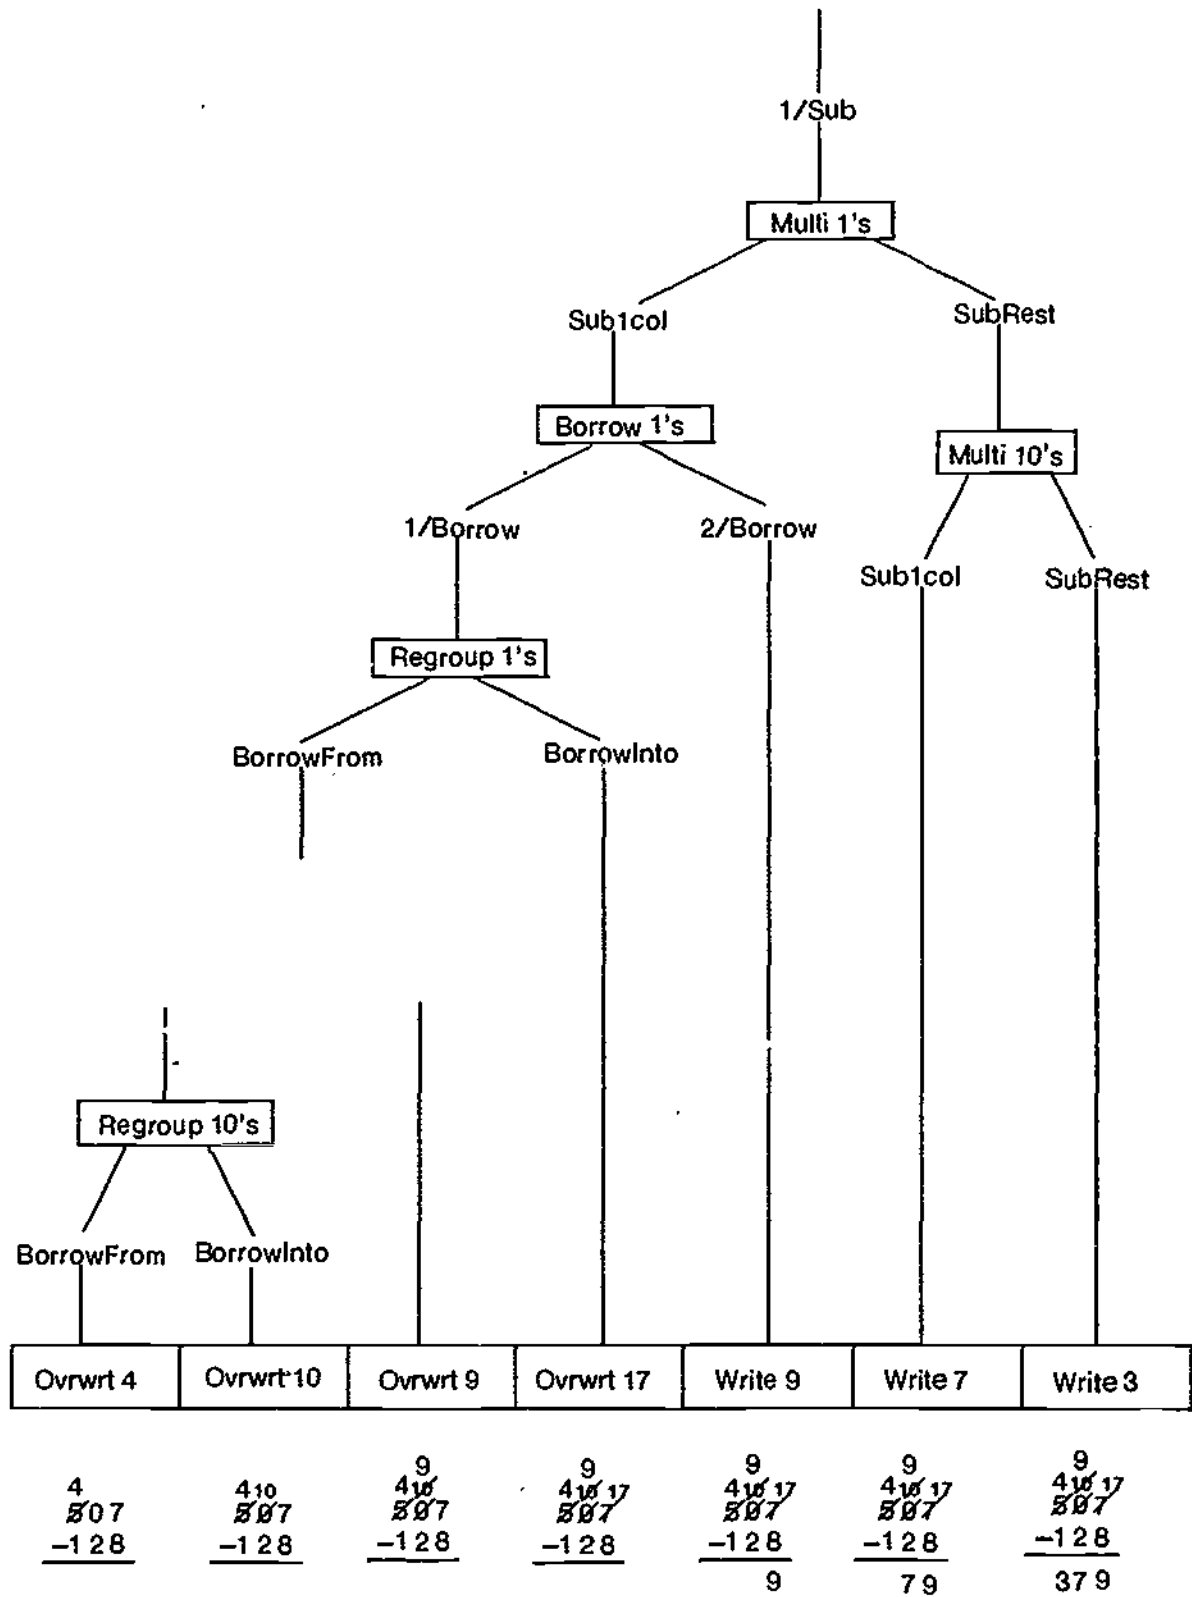 1/Sub
Multi 1's
Sub1col SubRest
Borrow 1's
Multi 10's
1/Borrow 2/Borrow
Sub1col SubRest
Regroup 1's
BorrowFrom BorrowInto
Regroup 10's
BorrowFrom BorrowInto
Ovrwrt 4 Ovrwrt 10 Ovrwrt 9 Ovrwrt 17 Write 9 Write 7 Write 3
9 9 9 9 9
4 4 10 4 10 4 10 17 4 10 17 4 10 17 4 10 17
507 507 507 507 507 507 507
-128 -128 -128 -128 -128 -128 -128
9 79 379